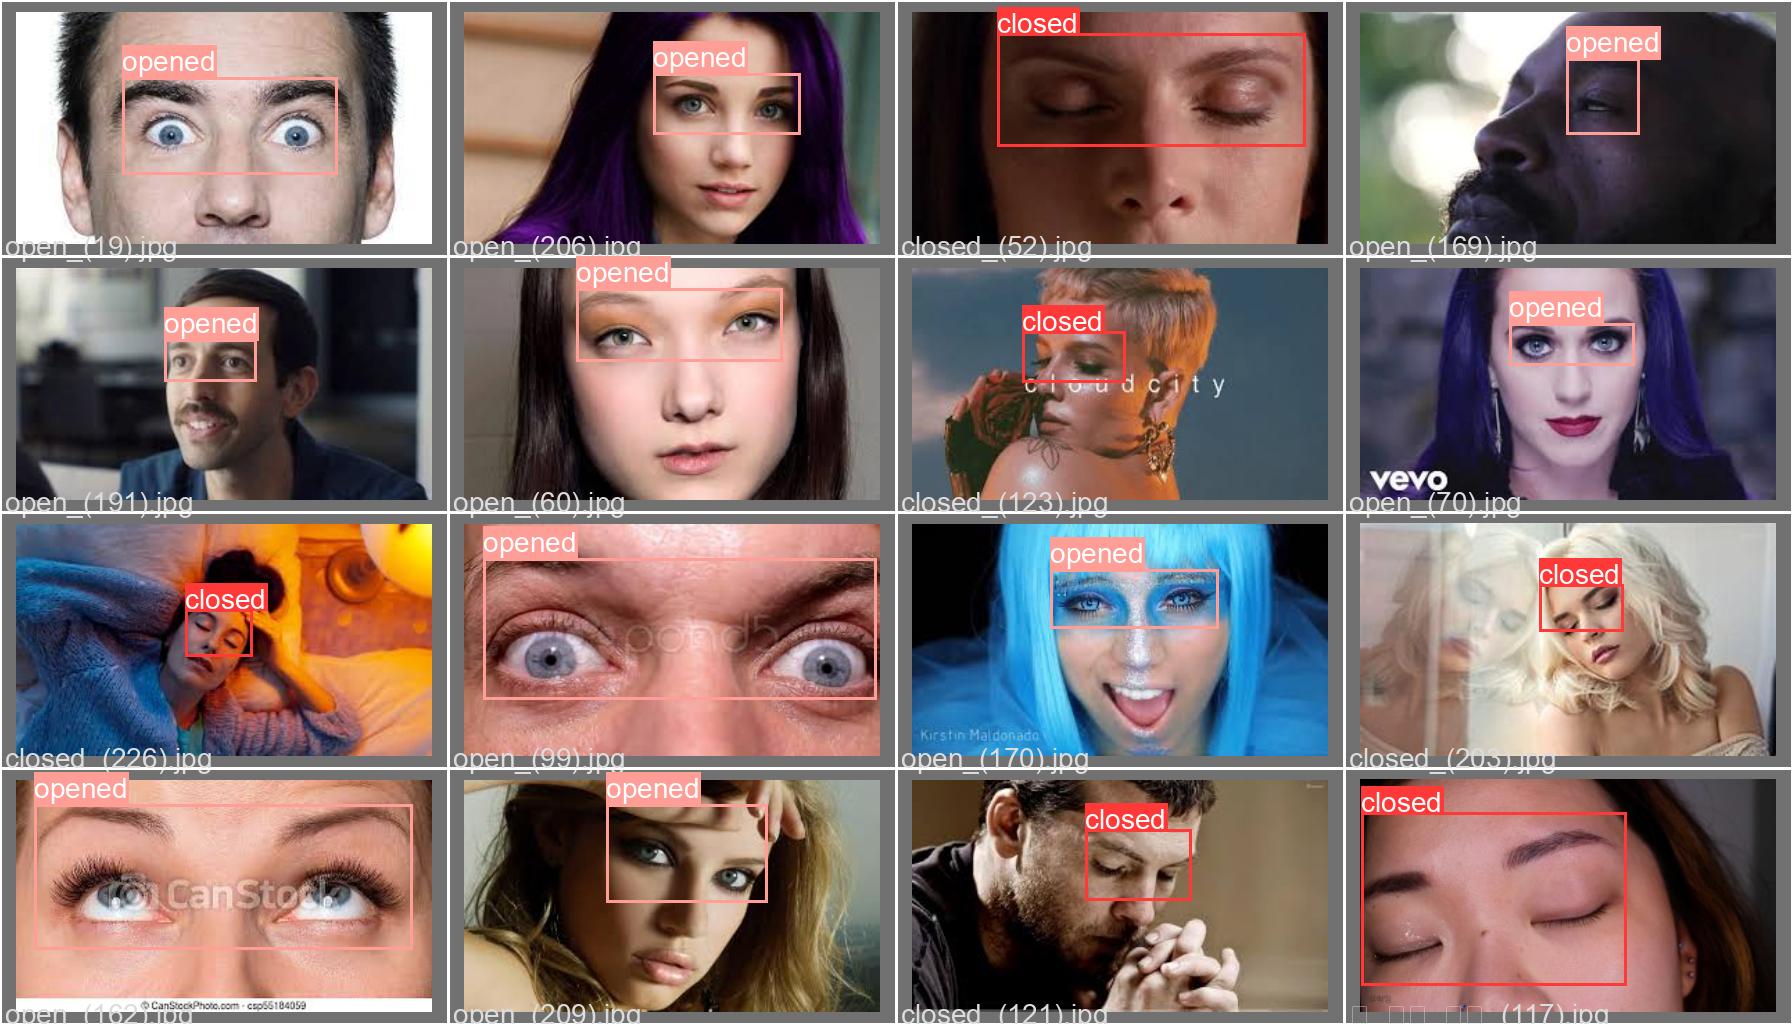 opened
opened
closed
opened
open_(19).jpg
open_(206).jpg
closed_(52).jpg
open_(169).jpg
opened
opened
closed
opened
cloudcity
vevo
open_(191).jpg
open_(60).jpg
closed_(123).jpg
open_(70).jpg
closed
opened
opened
closed
pond5
Kirstin Maldonado
closed_(226).jpg
open_(99).jpg
open_(170).jpg
closed_(203).jpg
opened
opened
closed
closed
CanStock
© CanStockPhoto.com - csp55184059
open_(162).jpg
open_(209).jpg
closed_(121).jpg
(117).jpg